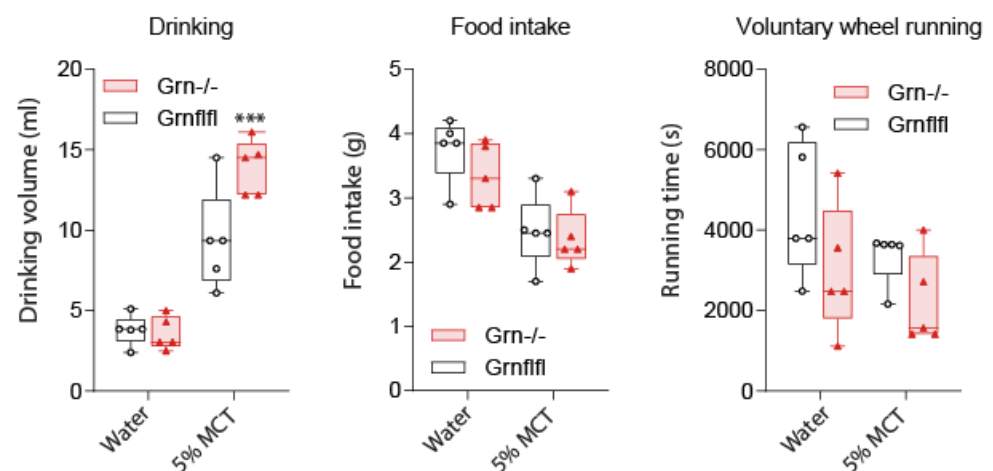 Drinking
Food intake
Voluntary wheel running
Drinking volume (ml)
20
15
10
5
0
Grn-/-
Grnflfl
***
Water
5% MCT
Food intake (g)
5
4
3
2
1
0
Grn-/-
Grnflfl
Water
5% MCT
Running time (s)
8000
6000
4000
2000
0
Grn-/-
Grnflfl
Water
5% MCT